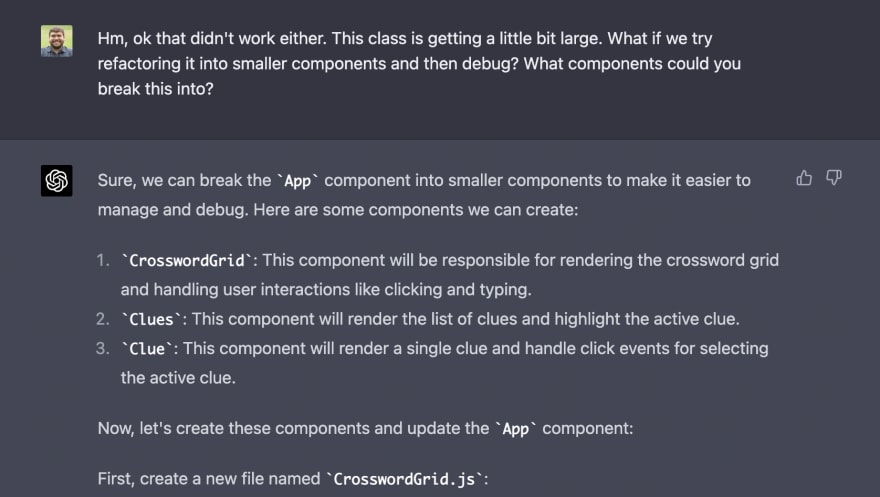 Hm, ok that didn't work either. This class is getting a little bit large. What if we try
refactoring it into smaller components and then debug? What components could you
break this into?
Sure, we can break the `App` component into smaller components to make it easier to
manage and debug. Here are some components we can create:
1. `CrosswordGrid`: This component will be responsible for rendering the crossword grid
and handling user interactions like clicking and typing.
2. `Clues`: This component will render the list of clues and highlight the active clue.
3. `Clue`: This component will render a single clue and handle click events for selecting
the active clue.
Now, let's create these components and update the `App` component:
First, create a new file named `CrosswordGrid.js`: